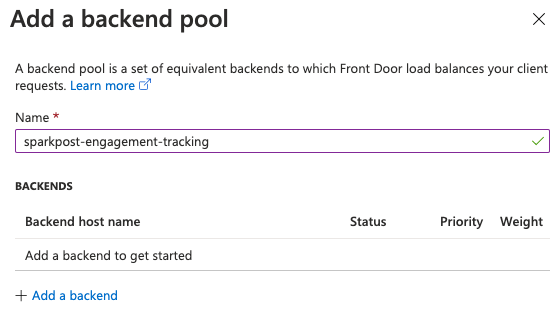 Add a backend pool
A backend pool is a set of equivalent backends to which Front Door load balances your client
requests. Learn more
Name *
sparkpost-engagement-tracking
BACKENDS
Backend host name Status Priority Weight
Add a backend to get started
+ Add a backend